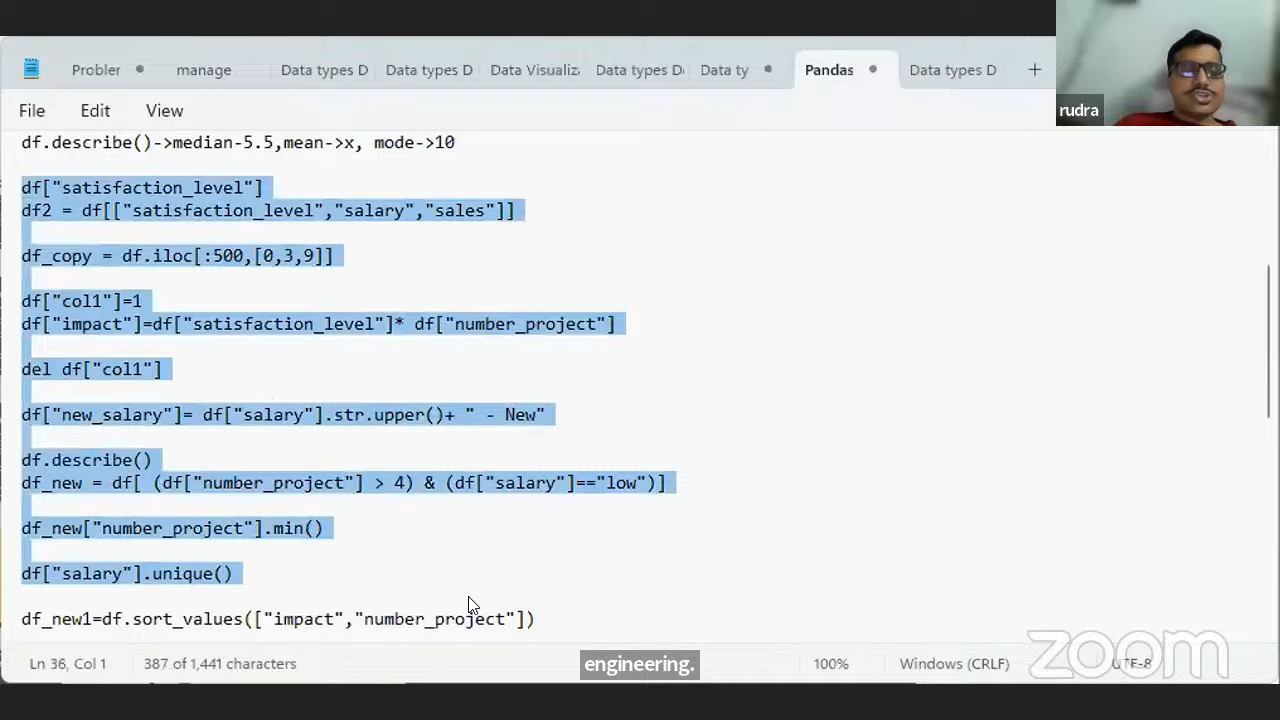 Probler
manage
Data types D
Data types D
Data Visualiz
Data types D
Data ty
Pandas
Data types D
rudra
File Edit View
df.describe()->median-5.5,mean->x, mode->10
df["satisfaction_level"]
df2 = df[["satisfaction_level","salary","sales"]]
df_copy = df.iloc[:500,[0,3,9]]
df["col1"]=1
df["impact"]=df["satisfaction_level"]* df["number_project"]
del df["col1"]
df["new_salary"]= df["salary"].str.upper()+ " - New"
df.describe()
df_new = df[ (df["number_project"] > 4) & (df["salary"]=="low")]
df_new["number_project"].min()
df["salary"].unique()
df_new1=df.sort_values(["impact","number_project"])
Ln 36, Col 1 387 of 1,441 characters 100% Windows (CRLF) UTF-8
engineering.
zoom